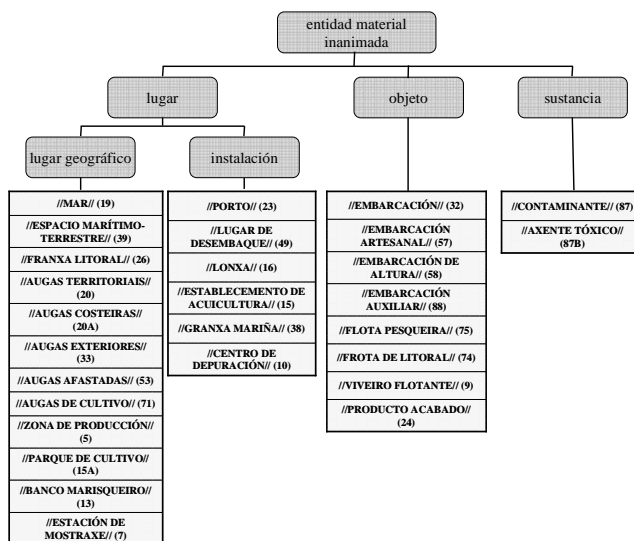 entidad material
inanimada
lugar
objeto
sustancia
lugar geográfico
instalación
//MAR// (19)
//ESPACIO MARÍTIMO-
TERRESTRE// (39)
//FRANXA LITORAL// (26)
//AUGAS TERRITORIAIS//
(20)
//AUGAS COSTEIRAS//
(20A)
//AUGAS EXTERIORES//
(33)
//AUGAS AFASTADAS// (53)
//AUGAS DE CULTIVO// (71)
//ZONA DE PRODUCCIÓN//
(5)
//PARQUE DE CULTIVO//
(15A)
//BANCO MARISQUEIRO//
(13)
//ESTACIÓN DE
MOSTRAXE// (7)
//PORTO// (23)
//LUGAR DE
DESEMBAQUE// (49)
//LONXA// (16)
//ESTABLECEMENTO DE
ACUICULTURA// (15)
//GRANXA MARIÑA// (38)
//CENTRO DE
DEPURACIÓN// (10)
//EMBARCACIÓN// (32)
//EMBARCACIÓN
ARTESANAL// (57)
//EMBARCACIÓN DE
ALTURA// (58)
//EMBARCACIÓN
AUXILIAR// (88)
//FLOTA PESQUEIRA// (75)
//FROTA DE LITORAL// (74)
//VIVEIRO FLOTANTE// (9)
//PRODUCTO ACABADO//
(24)
//CONTAMINANTE// (87)
//AXENTE TÓXICO//
(87B)